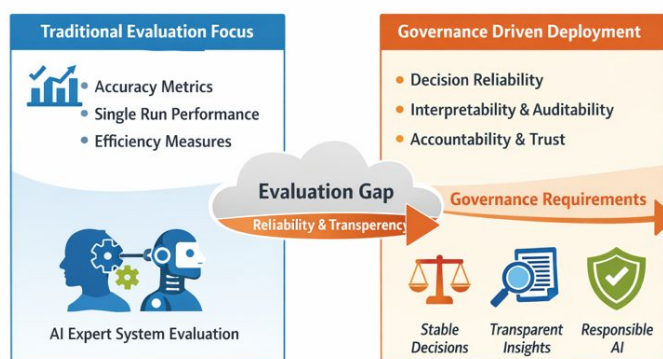 Traditional Evaluation Focus
Accuracy Metrics
Single Run Performance
Efficiency Measures
AI Expert System Evaluation
Evaluation Gap
Reliability & Transperency
Governance Driven Deployment
Decision Reliability
Interpretability & Auditability
Accountability & Trust
Governance Requirements
Stable
Decisions
Transparent
Insights
Responsible
AI